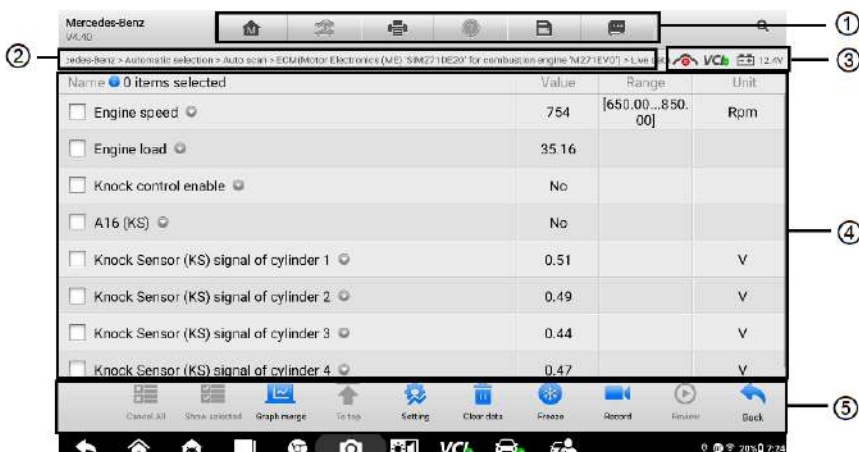 Mercedes-Benz
V4.40
①
②
edes-Benz > Automatic selection > Auto scan > ECM(Motor Electronics (ME) 'SIM271DE20' for combustion engine 'M271EVO') > Live data
VCI
12.4V
③
Name 0 items selected
Value
Range
Unit
Engine speed
754
[650.00...850.
00]
Rpm
Engine load
35.16
Knock control enable
No
A16 (KS)
No
④
Knock Sensor (KS) signal of cylinder 1
0.51
V
Knock Sensor (KS) signal of cylinder 2
0.49
V
Knock Sensor (KS) signal of cylinder 3
0.44
V
Knock Sensor (KS) signal of cylinder 4
0.47
V
Cancel All
Show selected
Graph merge
To top
Setting
Clear data
Freeze
Record
Review
Back
⑤
VCI
20%
7:24